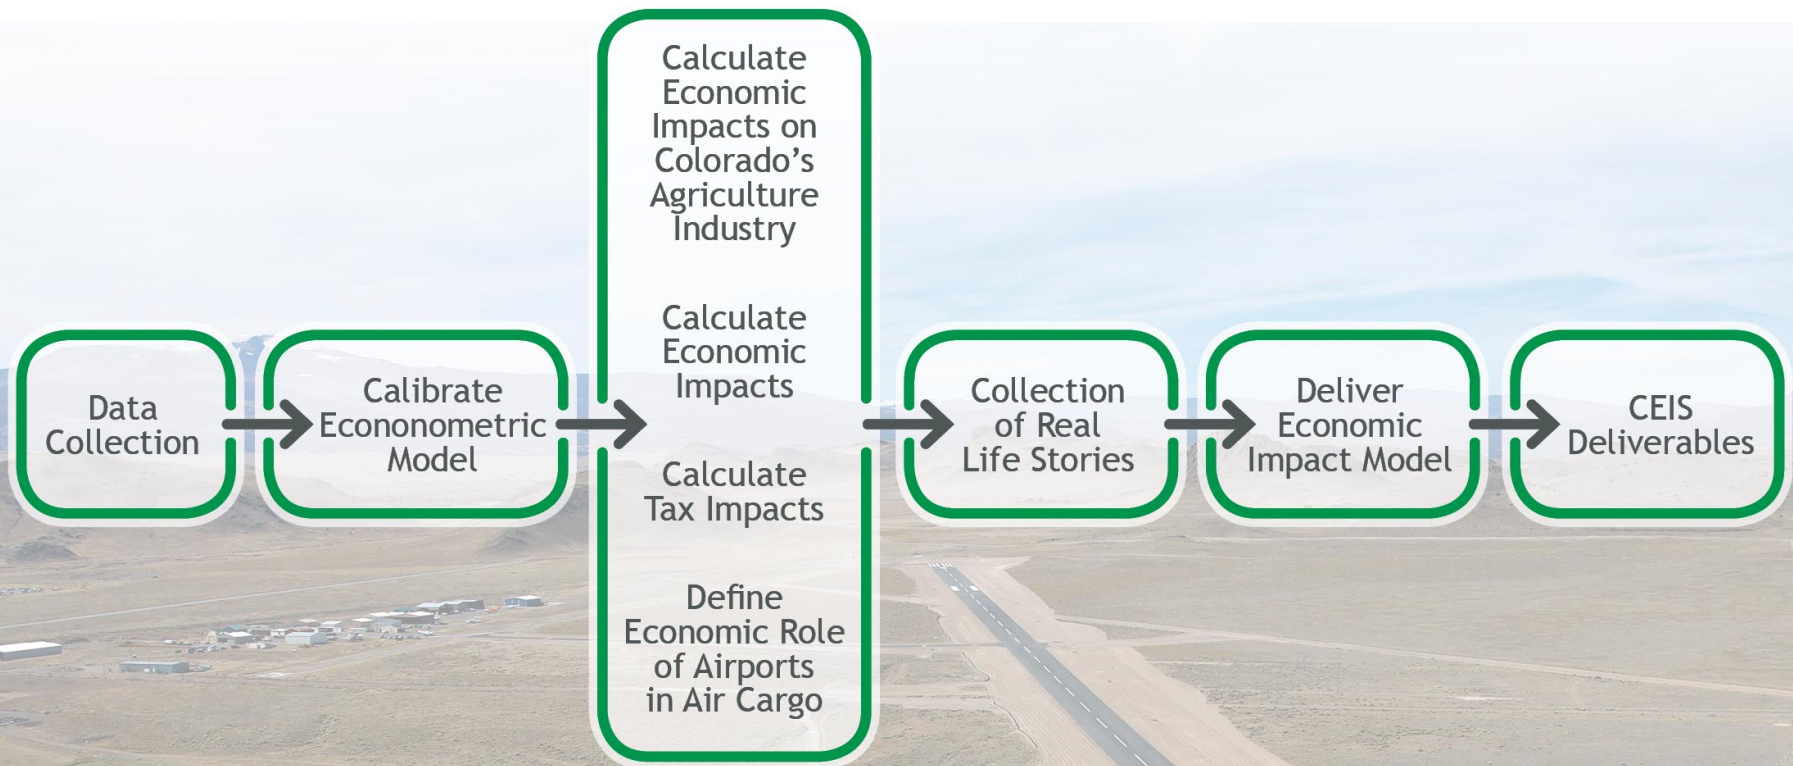 Data
Collection
Calibrate
Econonometric
Model
Calculate
Economic
Impacts on
Colorado’s
Agriculture
Industry
Calculate
Economic
Impacts
Calculate
Tax Impacts
Define
Economic Role
of Airports
in Air Cargo
Collection
of Real
Life Stories
Deliver
Economic
Impact Model
CEIS
Deliverables